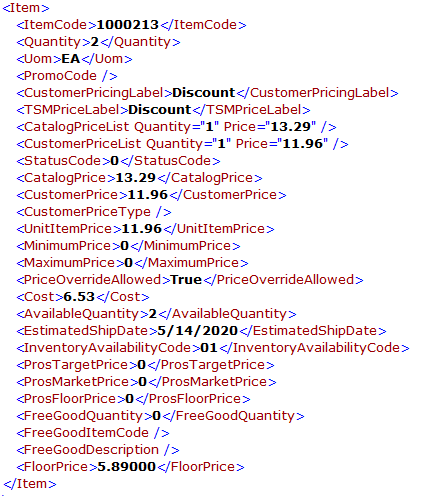 <Item>
<ItemCode>1000213</ItemCode>
<Quantity>2</Quantity>
<Uom>EA</Uom>
<PromoCode />
<CustomerPricingLabel>Discount</CustomerPricingLabel>
<TSMPriceLabel>Discount</TSMPriceLabel>
<CatalogPriceList Quantity="1" Price="13.29" />
<CustomerPriceList Quantity="1" Price="11.96" />
<StatusCode>0</StatusCode>
<CatalogPrice>13.29</CatalogPrice>
<CustomerPrice>11.96</CustomerPrice>
<CustomerPriceType />
<UnitItemPrice>11.96</UnitItemPrice>
<MinimumPrice>0</MinimumPrice>
<MaximumPrice>0</MaximumPrice>
<PriceOverrideAllowed>True</PriceOverrideAllowed>
<Cost>6.53</Cost>
<AvailableQuantity>2</AvailableQuantity>
<EstimatedShipDate>5/14/2020</EstimatedShipDate>
<InventoryAvailabilityCode>01</InventoryAvailabilityCode>
<ProsTargetPrice>0</ProsTargetPrice>
<ProsMarketPrice>0</ProsMarketPrice>
<ProsFloorPrice>0</ProsFloorPrice>
<FreeGoodQuantity>0</FreeGoodQuantity>
<FreeGoodItemCode />
<FreeGoodDescription />
<FloorPrice>5.89000</FloorPrice>
</Item>